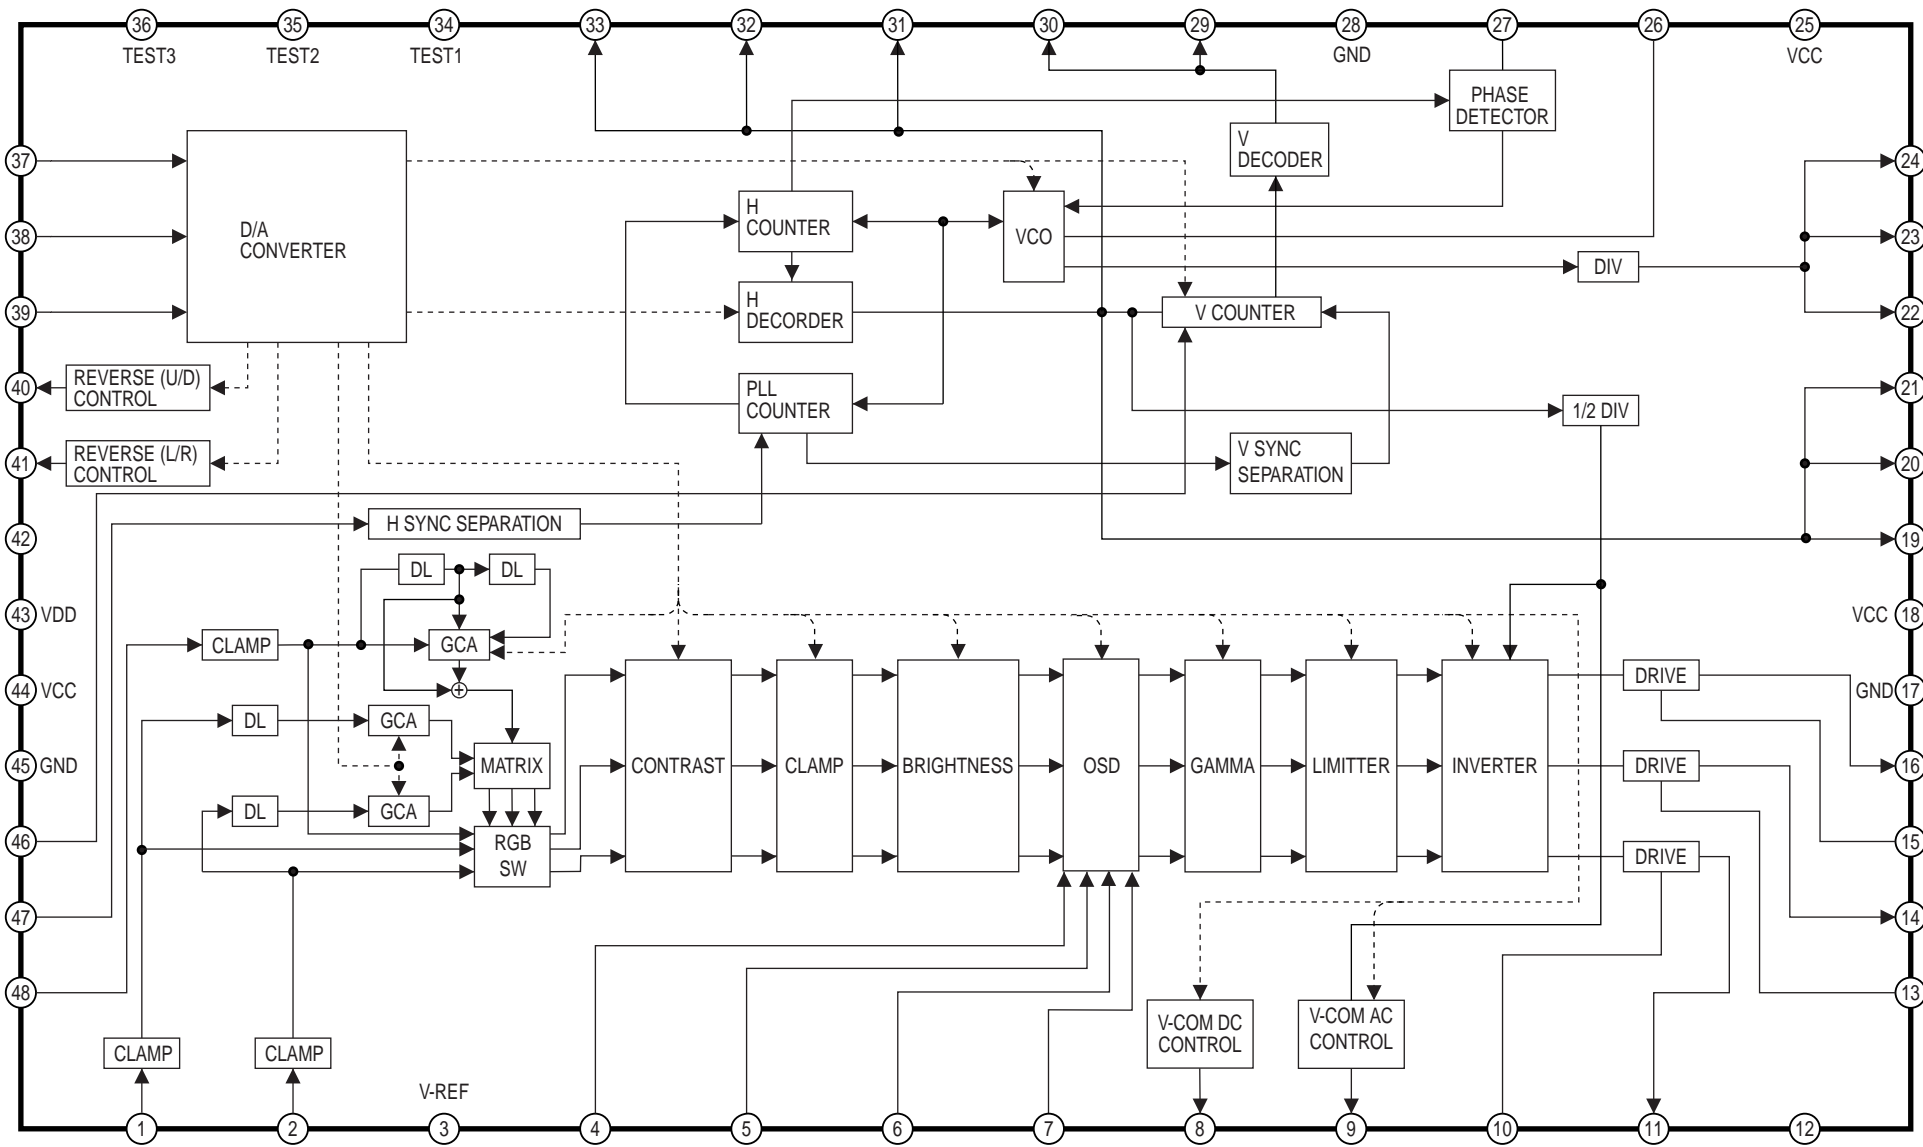 36 35 34 33 32 31 30 29 28 27 26 25
TEST3 TEST2 TEST1 GND VCC
PHASE
DETECTOR
V
DECODER
37
24
D/A
CONVERTER
H
COUNTER
VCO
38
23
DIV
39
H
DECORDER
V COUNTER
22
40
REVERSE (U/D)
CONTROL
PLL
COUNTER
1/2 DIV
21
41
REVERSE (L/R)
CONTROL
V SYNC
SEPARATION
20
42
H SYNC SEPARATION
19
DL DL
43 VDD
VCC 18
CLAMP GCA
44 VCC
+
DRIVE
GND 17
DL GCA
45 GND
MATRIX CONTRAST CLAMP BRIGHTNESS OSD GAMMA LIMITTER INVERTER DRIVE 16
DL GCA
46
RGB
SW
DRIVE
15
47
14
48
13
CLAMP CLAMP
V-COM DC
CONTROL
V-COM AC
CONTROL
V-REF
1 2 3 4 5 6 7 8 9 10 11 12